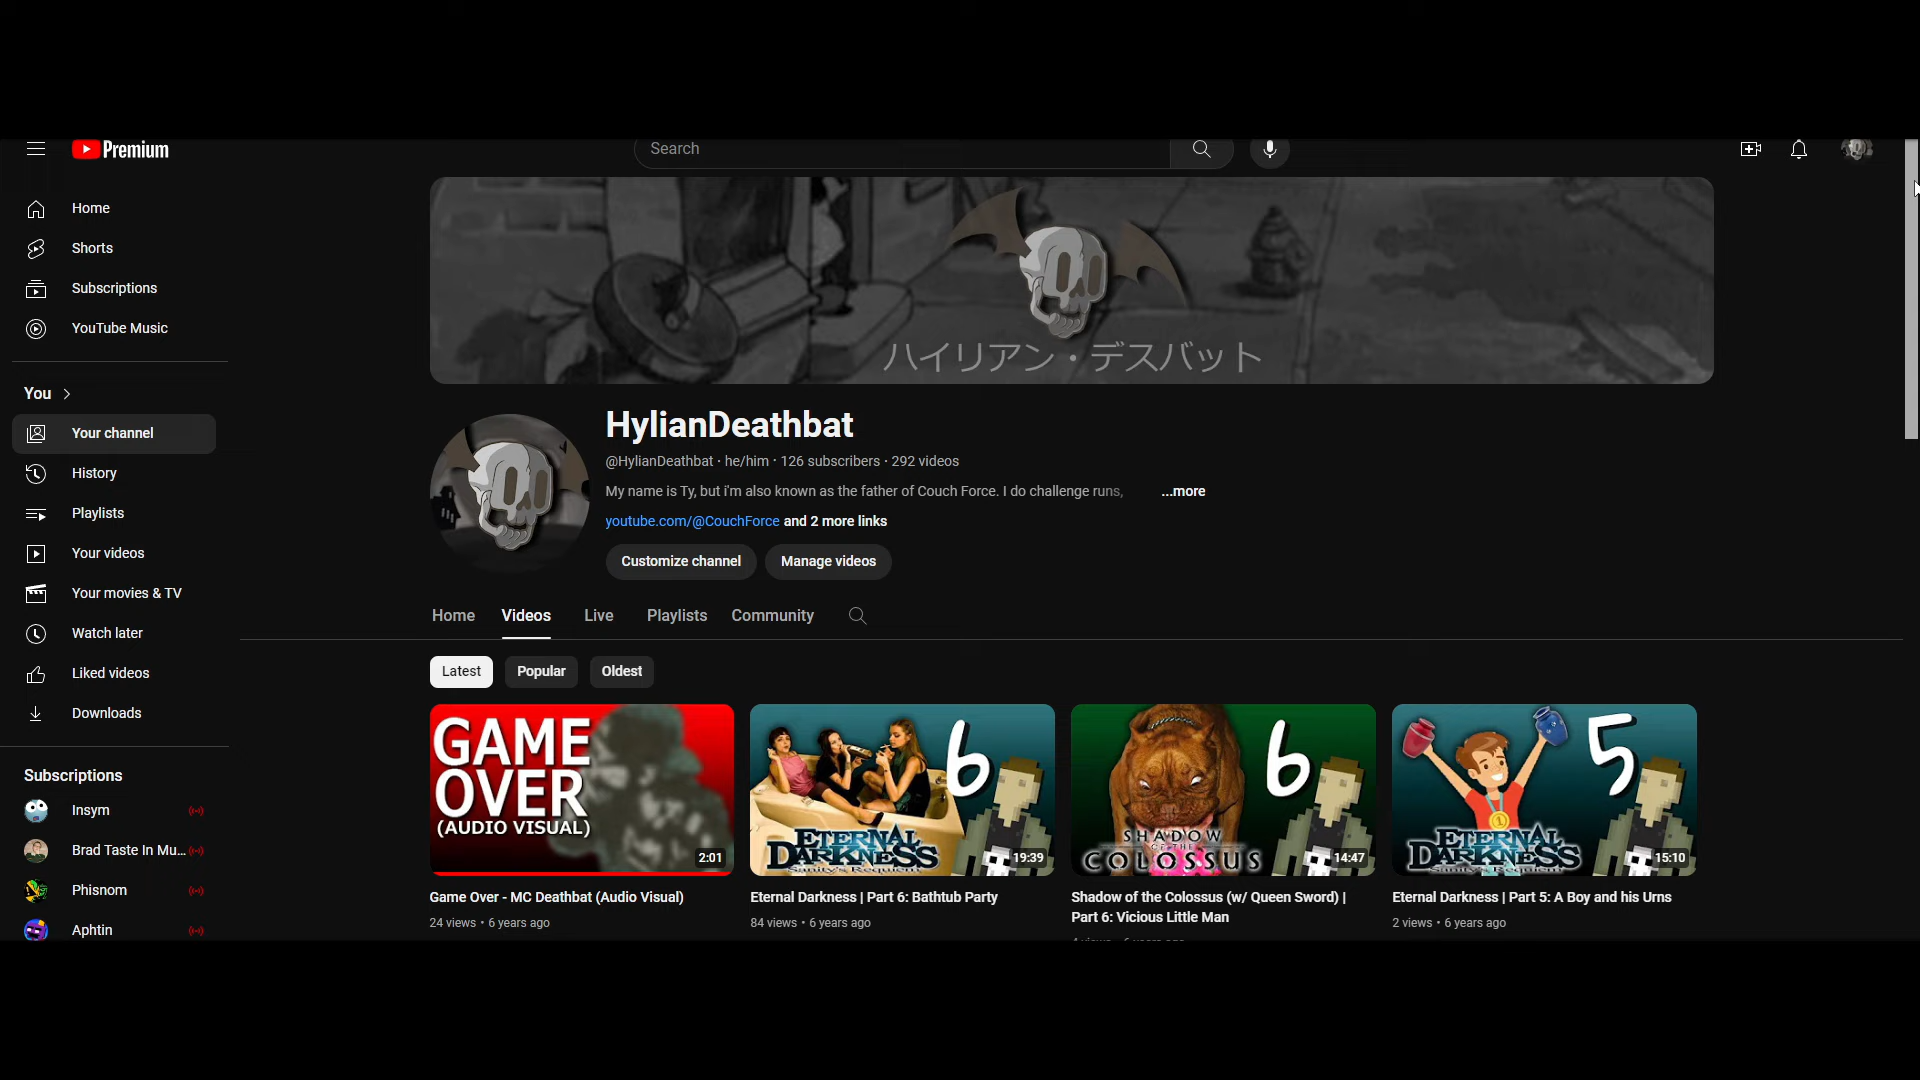 Premium
Search
Home
Shorts
Subscriptions
YouTube Music
You
Your channel
History
Playlists
Your videos
Your movies & TV
Watch later
Liked videos
Downloads
Subscriptions
Insym
Brad Taste In Mu...
Phisnom
Aphtin
ハイリアン・デスバット
HylianDeathbat
@HylianDeathbat · he/him · 126 subscribers · 292 videos
My name is Ty, but i'm also known as the father of Couch Force. I do challenge runs, ...more
youtube.com/@CouchForce and 2 more links
Customize channel Manage videos
Home Videos Live Playlists Community
Latest Popular Oldest
GAME
OVER
(AUDIO VISUAL)
2:01
Game Over - MC Deathbat (Audio Visual)
24 views · 6 years ago
6
ETERNAL
DARKNESS
Sanity's Requiem
19:39
Eternal Darkness | Part 6: Bathtub Party
84 views · 6 years ago
6
SHADOW
OF THE
COLOSSUS
14:47
Shadow of the Colossus (w/ Queen Sword) |
Part 6: Vicious Little Man
5
ETERNAL
DARKNESS
Sanity's Requiem
15:10
Eternal Darkness | Part 5: A Boy and his Urns
2 views · 6 years ago